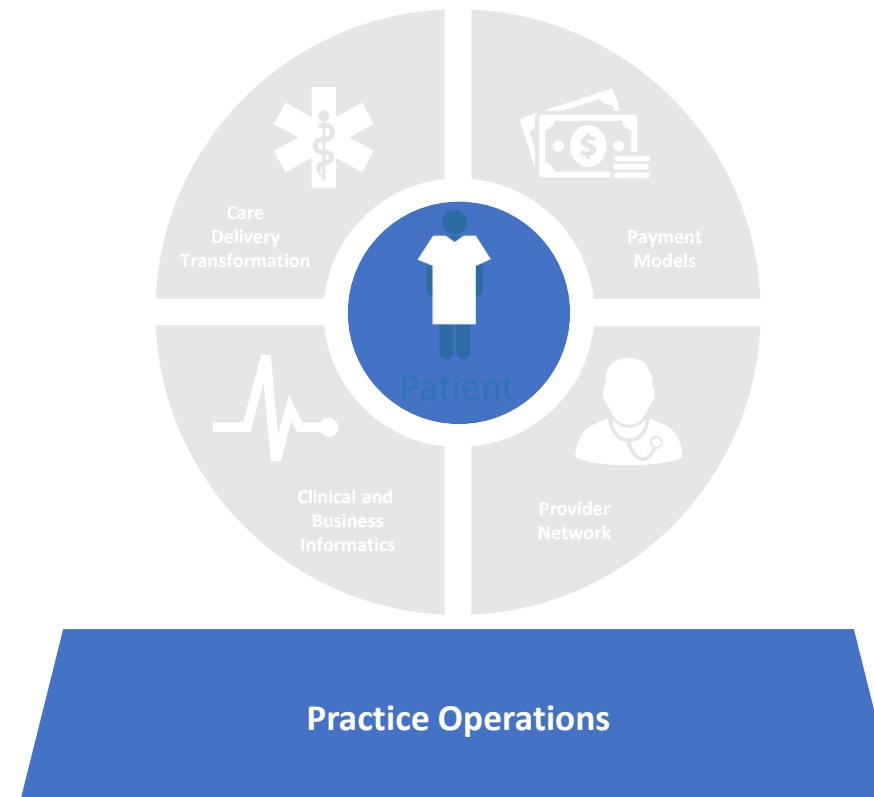 Care
Delivery
Transformation
Payment
Models
$
Patient
Clinical and
Business
Informatics
Provider
Network
Practice Operations